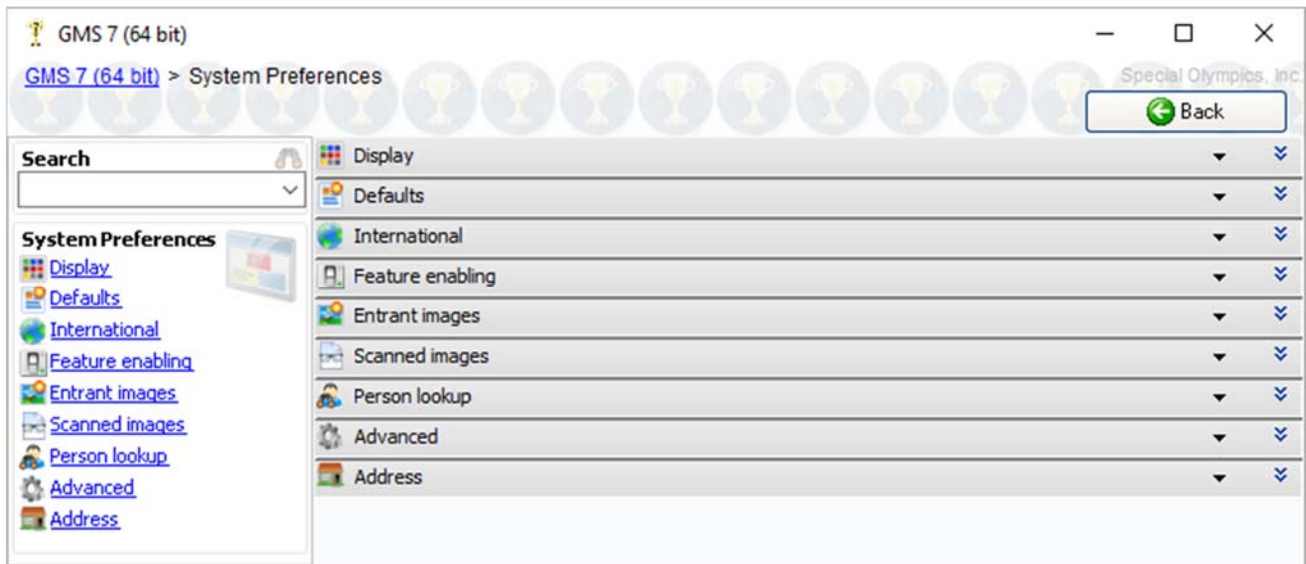 GMS 7 (64 bit)
GMS 7 (64 bit) > System Preferences
Special Olympics, Inc.
Back
Search
System Preferences
Display
Defaults
International
Feature enabling
Entrant images
Scanned images
Person lookup
Advanced
Address
Display
Defaults
International
Feature enabling
Entrant images
Scanned images
Person lookup
Advanced
Address